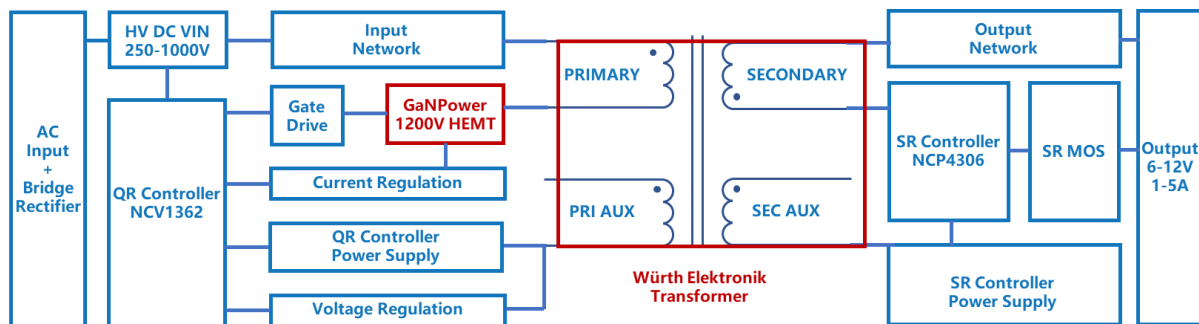 HV DC VIN
250-1000V
Input
Network
Output
Network
PRIMARY
SECONDARY
Gate
Drive
GaNPower
1200V HEMT
AC
Input
+
Bridge
Rectifier
QR Controller
NCV1362
Current Regulation
SR Controller
NCP4306
SR MOS
Output
6-12V
1-5A
PRI AUX
SEC AUX
QR Controller
Power Supply
Voltage Regulation
Würth Elektronik
Transformer
SR Controller
Power Supply